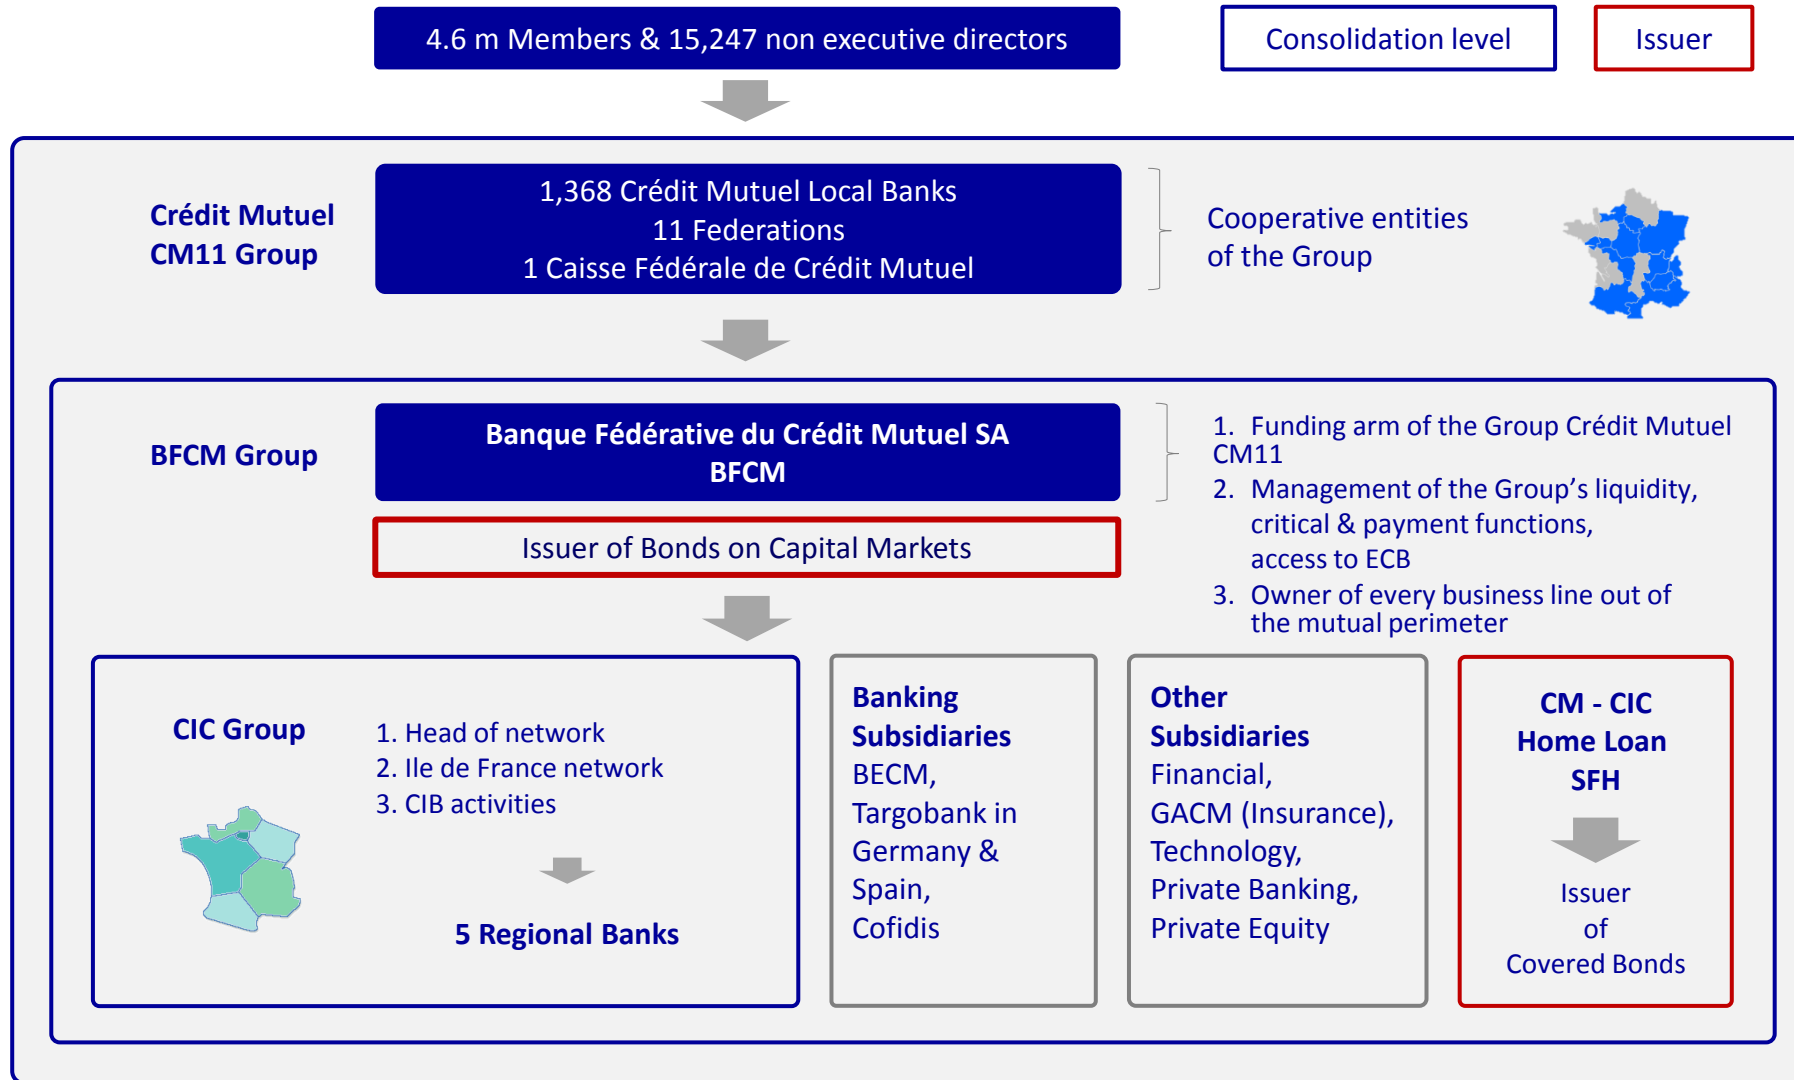 4.6 m Members & 15,247 non executive directors
Consolidation level
Issuer
Crédit Mutuel
CM11 Group
1,368 Crédit Mutuel Local Banks
11 Federations
1 Caisse Fédérale de Crédit Mutuel
Cooperative entities
of the Group
BFCM Group
Banque Fédérative du Crédit Mutuel SA
BFCM
Issuer of Bonds on Capital Markets
1. Funding arm of the Group Crédit Mutuel
CM11
2. Management of the Group’s liquidity,
critical & payment functions,
access to ECB
3. Owner of every business line out of
the mutual perimeter
CIC Group
1. Head of network
2. Ile de France network
3. CIB activities
5 Regional Banks
Banking
Subsidiaries
BECM,
Targobank in
Germany &
Spain,
Cofidis
Other
Subsidiaries
Financial,
GACM (Insurance),
Technology,
Private Banking,
Private Equity
CM - CIC
Home Loan
SFH
Issuer
of
Covered Bonds